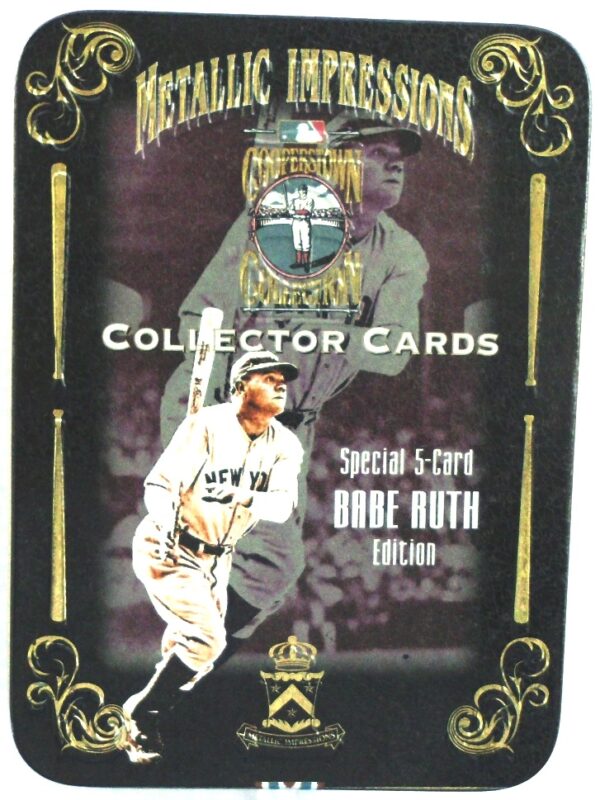 METALLIC IMPRESSIONS
COOPERSTOWN
COLLECTION
COLLECTOR CARDS
NEW YO
Special 5-Card
BABE RUTH
Edition
METALLIC IMPRESSIONS